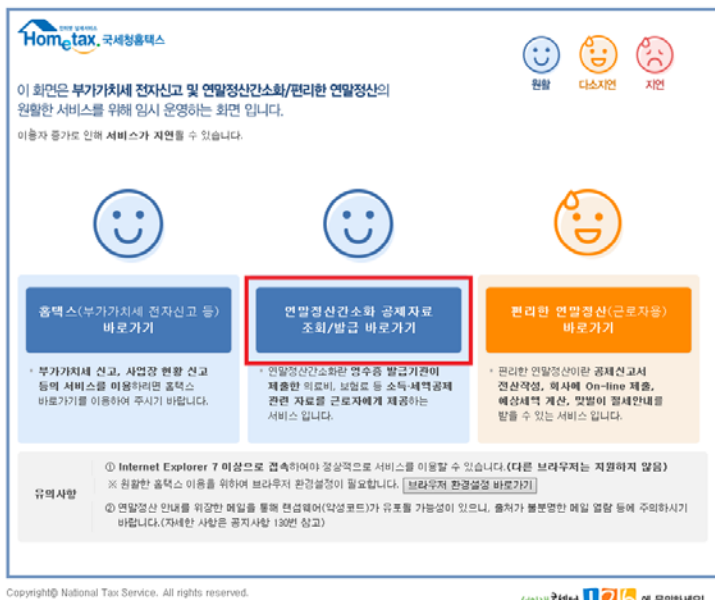 편리한 납세서비스
Hometax. 국세청홈택스
원활
다소지연
지연
이 화면은 부가가치세 전자신고 및 연말정산간소화/편리한 연말정산의
원활한 서비스를 위해 임시 운영하는 화면 입니다.
이용자 증가로 인해 서비스가 지연될 수 있습니다.
홈택스(부가가치세 전자신고 등)
바로가기
연말정산간소화 공제자료
조회/발급 바로가기
편리한 연말정산(근로자용)
바로가기
부가가치세 신고, 사업장 현황 신고
등의 서비스를 이용하려면 홈택스
바로가기를 이용하여 주시기 바랍니다.
연말정산간소화란 영수증 발급기관이
제출한 의료비, 보험료 등 소득·세액공제
관련 자료를 근로자에게 제공하는
서비스 입니다.
편리한 연말정산이란 공제신고서
전산작성, 회사에 On-line 제출,
예상세액 계산, 맞벌이 절세안내를
받을 수 있는 서비스 입니다.
유의사항
① Internet Explorer 7 이상으로 접속하여야 정상적으로 서비스를 이용할 수 있습니다.(다른 브라우저는 지원하지 않음)
※ 원활한 홈택스 이용을 위하여 브라우저 환경설정이 필요합니다. 브라우저 환경설정 바로가기
② 연말정산 안내를 위장한 메일을 통해 랜섬웨어(악성코드)가 유포될 가능성이 있으니, 출처가 불분명한 메일 열람 등에 주의하시기
바랍니다.(자세한 사항은 공지사항 130번 참고)
Copyright© National Tax Service. All rights reserved.
126 에 문의하세요!